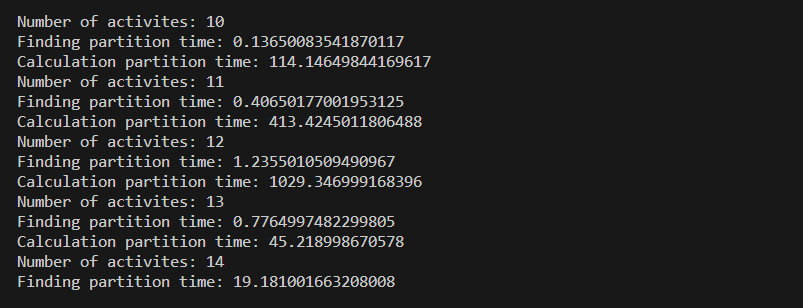 Number of activites: 10
Finding partition time: 0.13650083541870117
Calculation partition time: 114.14649844169617
Number of activites: 11
Finding partition time: 0.40650177001953125
Calculation partition time: 413.4245011806488
Number of activites: 12
Finding partition time: 1.2355010509490967
Calculation partition time: 1029.346999168396
Number of activites: 13
Finding partition time: 0.7764997482299805
Calculation partition time: 45.218998670578
Number of activites: 14
Finding partition time: 19.181001663208008